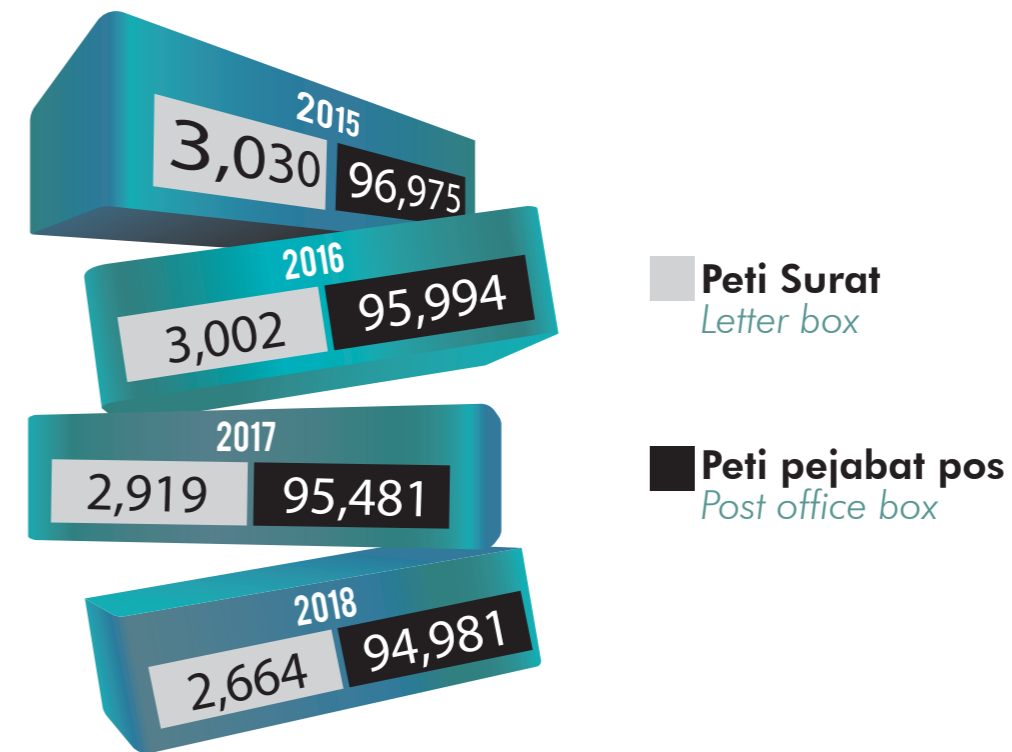 2015
3,030 96,975
2016
3,002 95,994
2017
2,919 95,481
2018
2,664 94,981
Peti Surat
Letter box
Peti pejabat pos
Post office box